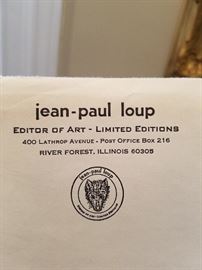 jean-paul loup
EDITOR OF ART - LIMITED EDITIONS
400 LATHROP AVENUE - POST OFFICE BOX 216
RIVER FOREST, ILLINOIS 60305
jean-paul loup